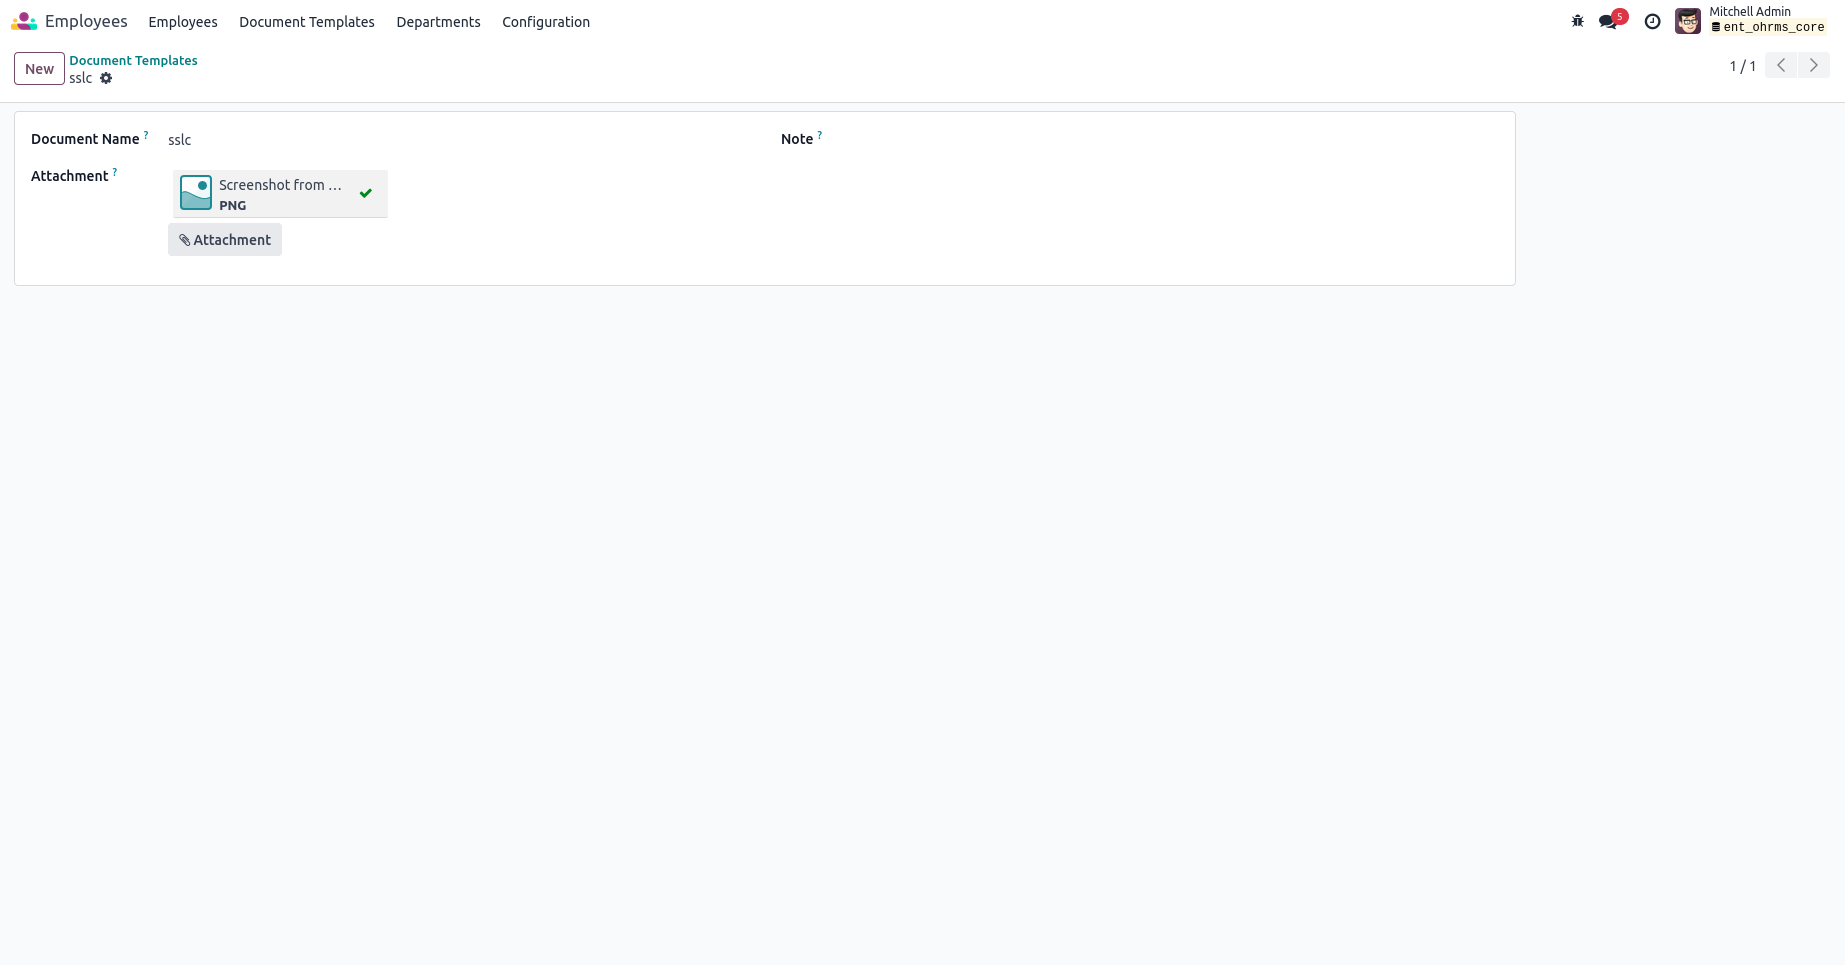 Employees Employees Document Templates Departments Configuration 5 Mitchell Admin
ent_ohrms_core
New Document Templates
sslc
1 / 1
Document Name ? sslc Note ?
Attachment ? Screenshot from ...
PNG
Attachment